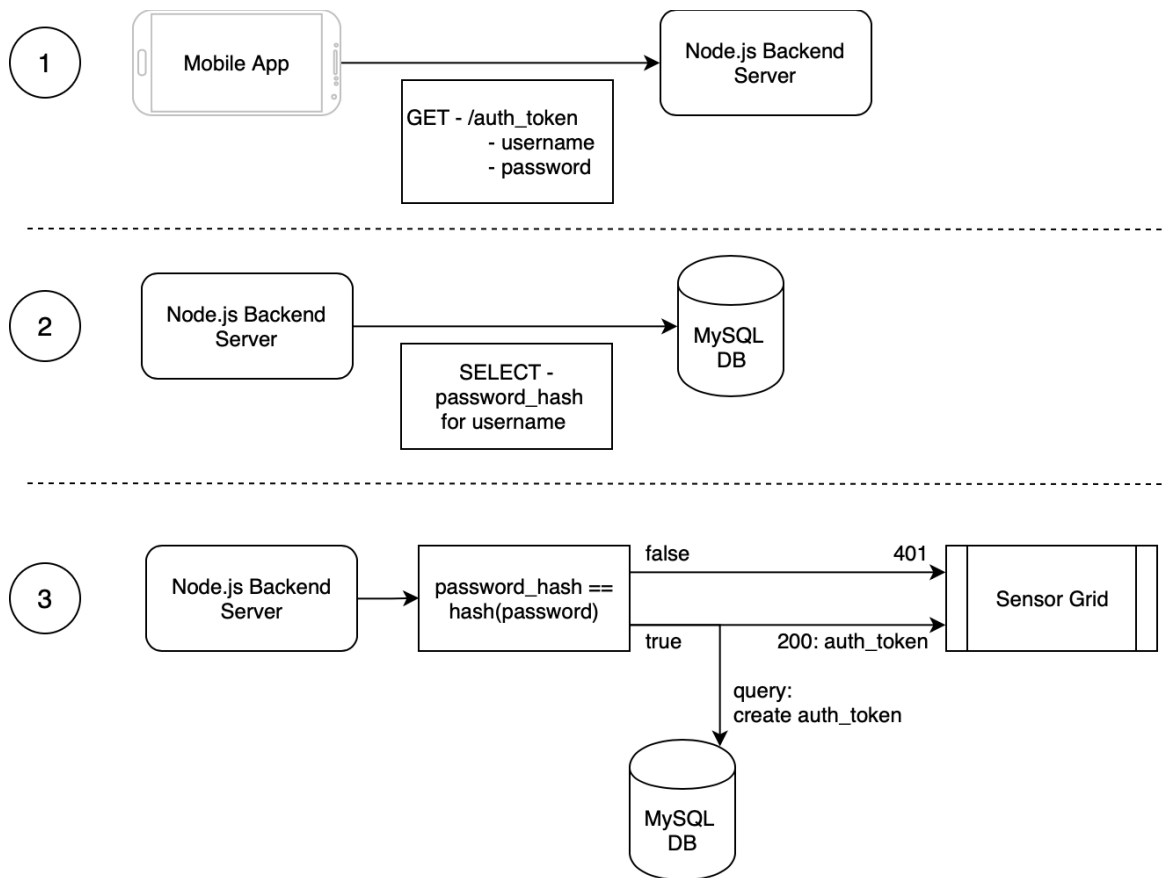 1
Mobile App
Node.js Backend
Server
GET - /auth_token
- username
- password
2
Node.js Backend
Server
MySQL
DB
SELECT -
password_hash
for username
3
Node.js Backend
Server
password_hash ==
hash(password)
false
401
true
200: auth_token
Sensor Grid
query:
create auth_token
MySQL
DB